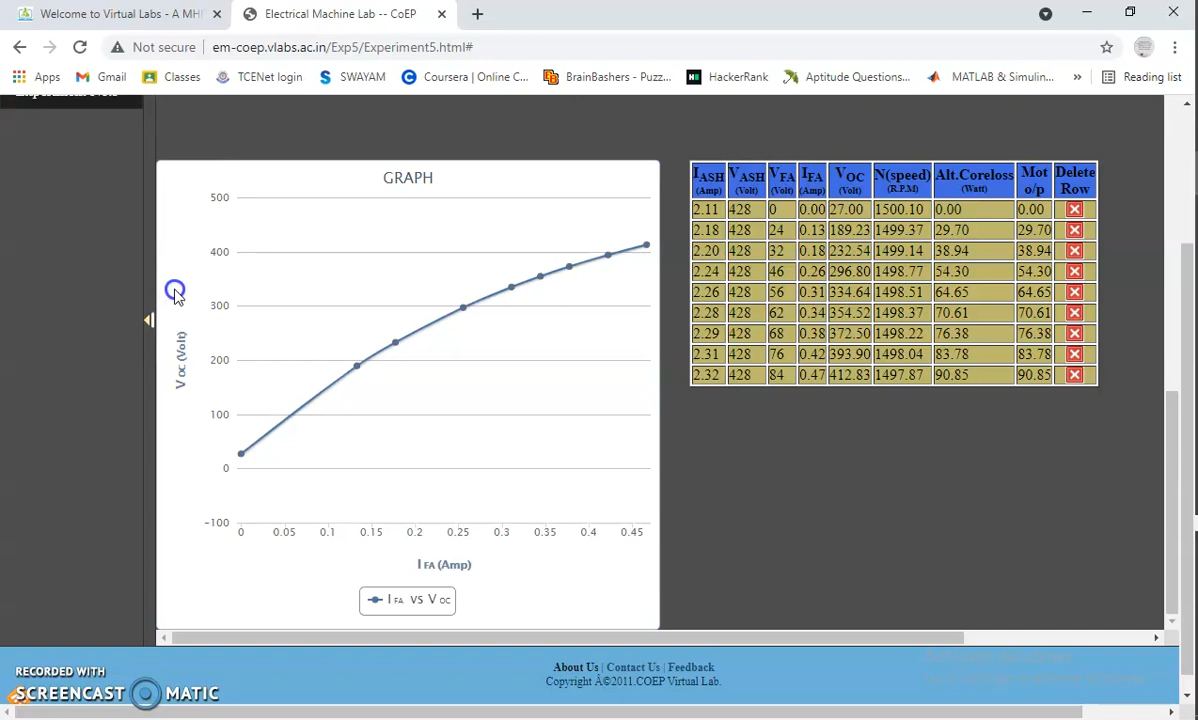 Welcome to Virtual Labs - A MHI
Electrical Machine Lab -- CoEP
Not secure
em-coep.vlabs.ac.in/Exp5/Experiment5.html#
Apps
Gmail
Classes
TCENet login
SWAYAM
Coursera | Online C...
BrainBashers - Puzz...
HackerRank
Aptitude Questions...
MATLAB & Simulin...
»
Reading list
GRAPH
500
400
300
200
100
0
-100
V OC (Volt)
0 0.05 0.1 0.15 0.2 0.25 0.3 0.35 0.4 0.45
I FA (Amp)
I FA VS V OC
IASH (Amp) VASH (Volt) VFA (Volt) IFA (Amp) VOC (Volt) N(speed) (R.P.M) Alt.Coreloss (Watt) Mot o/p Delete Row
2.11 428 0 0.00 27.00 1500.10 0.00 0.00
2.18 428 24 0.13 189.23 1499.37 29.70 29.70
2.20 428 32 0.18 232.54 1499.14 38.94 38.94
2.24 428 46 0.26 296.80 1498.77 54.30 54.30
2.26 428 56 0.31 334.64 1498.51 64.65 64.65
2.28 428 62 0.34 354.52 1498.37 70.61 70.61
2.29 428 68 0.38 372.50 1498.22 76.38 76.38
2.31 428 76 0.42 393.90 1498.04 83.78 83.78
2.32 428 84 0.47 412.83 1497.87 90.85 90.85
About Us | Contact Us | Feedback
Copyright Â©2011.COEP Virtual Lab.
RECORDED WITH
SCREENCAST MATIC